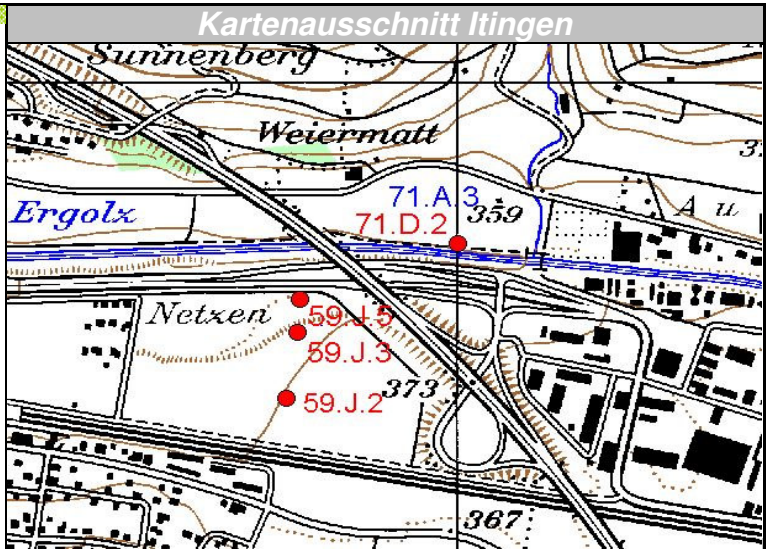 Kartenausschnitt Itingen
Sunnenberg
Weiermatt
71.A.3
Ergolz
359
A u
71.D.2
Netzen
59.J.5
59.J.3
373
59.J.2
367